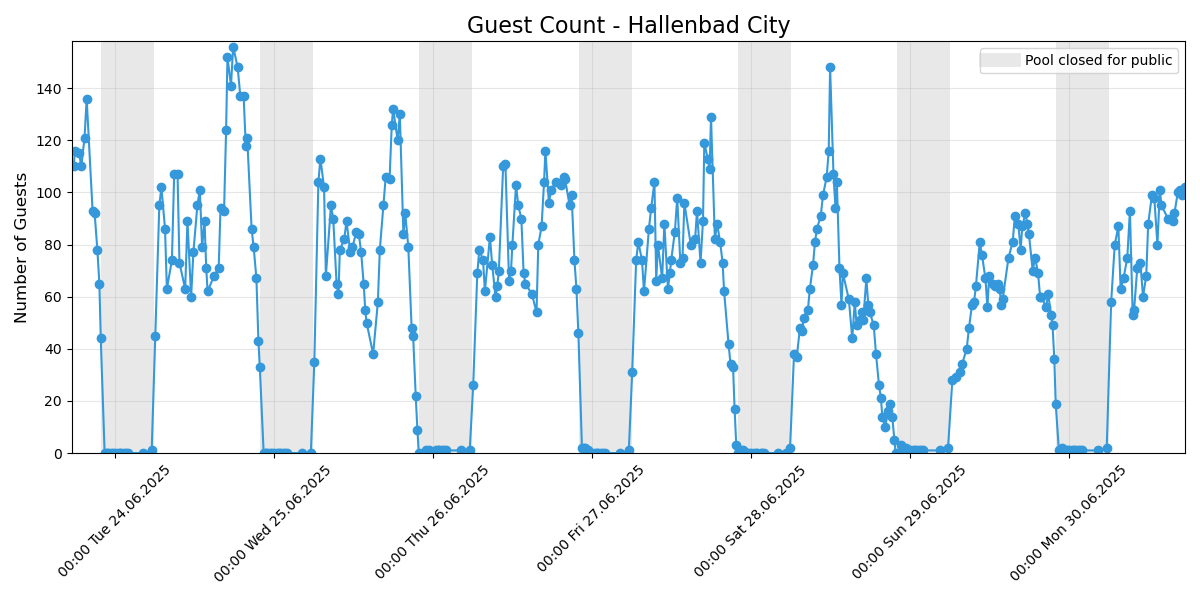 Guest Count - Hallenbad City
Pool closed for public
Number of Guests
140
120
100
80
60
40
20
0
00:00 Tue 24.06.2025
00:00 Wed 25.06.2025
00:00 Thu 26.06.2025
00:00 Fri 27.06.2025
00:00 Sat 28.06.2025
00:00 Sun 29.06.2025
00:00 Mon 30.06.2025